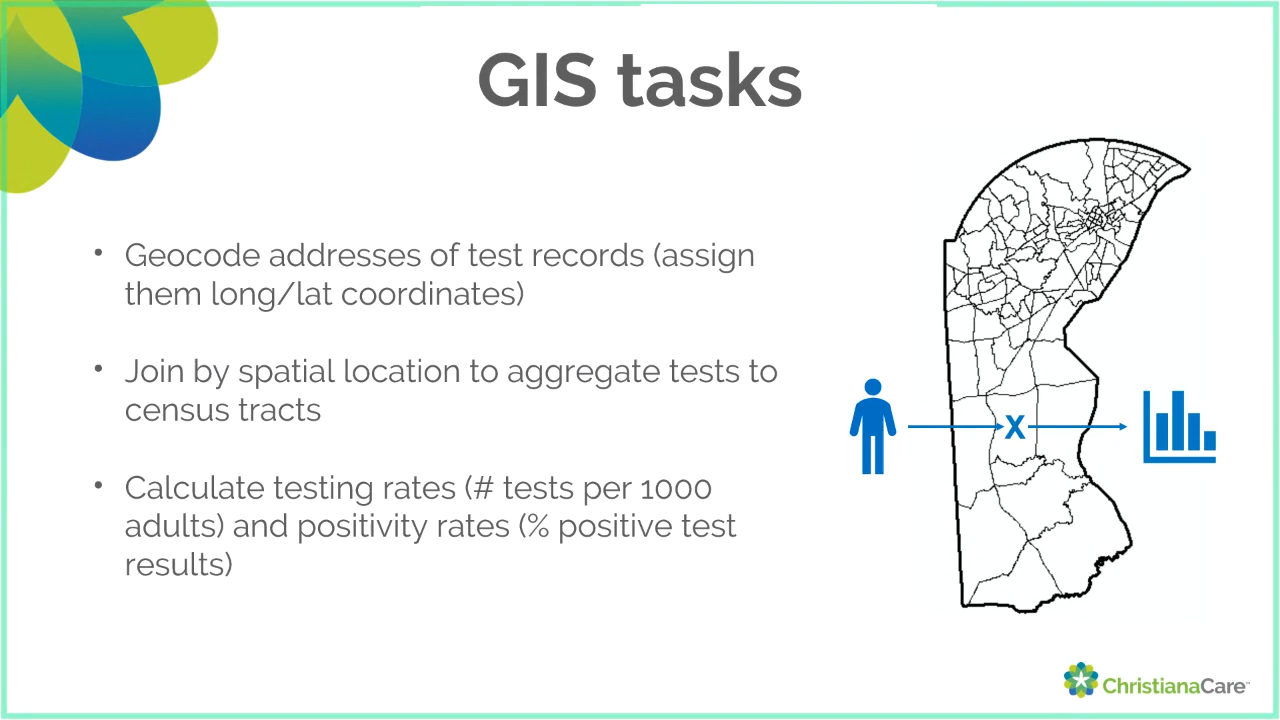 GIS tasks
• Geocode addresses of test records (assign
them long/lat coordinates)
• Join by spatial location to aggregate tests to
census tracts
• Calculate testing rates (# tests per 1000
adults) and positivity rates (% positive test
results)
X
ChristianaCare™